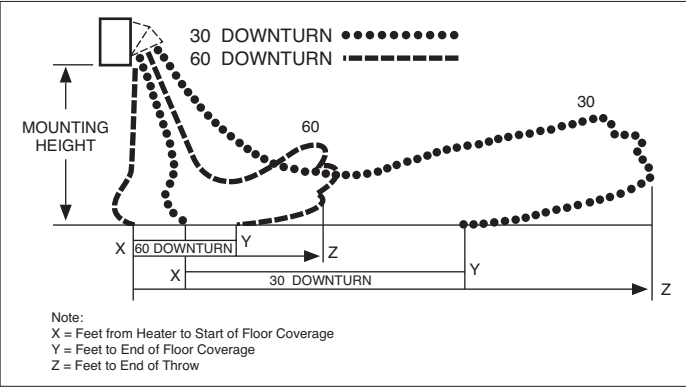 30 DOWNTURN
60 DOWNTURN
30
MOUNTING
HEIGHT
60
X 60 DOWNTURN Y
Z
X 30 DOWNTURN Y
Z
Note:
X = Feet from Heater to Start of Floor Coverage
Y = Feet to End of Floor Coverage
Z = Feet to End of Throw